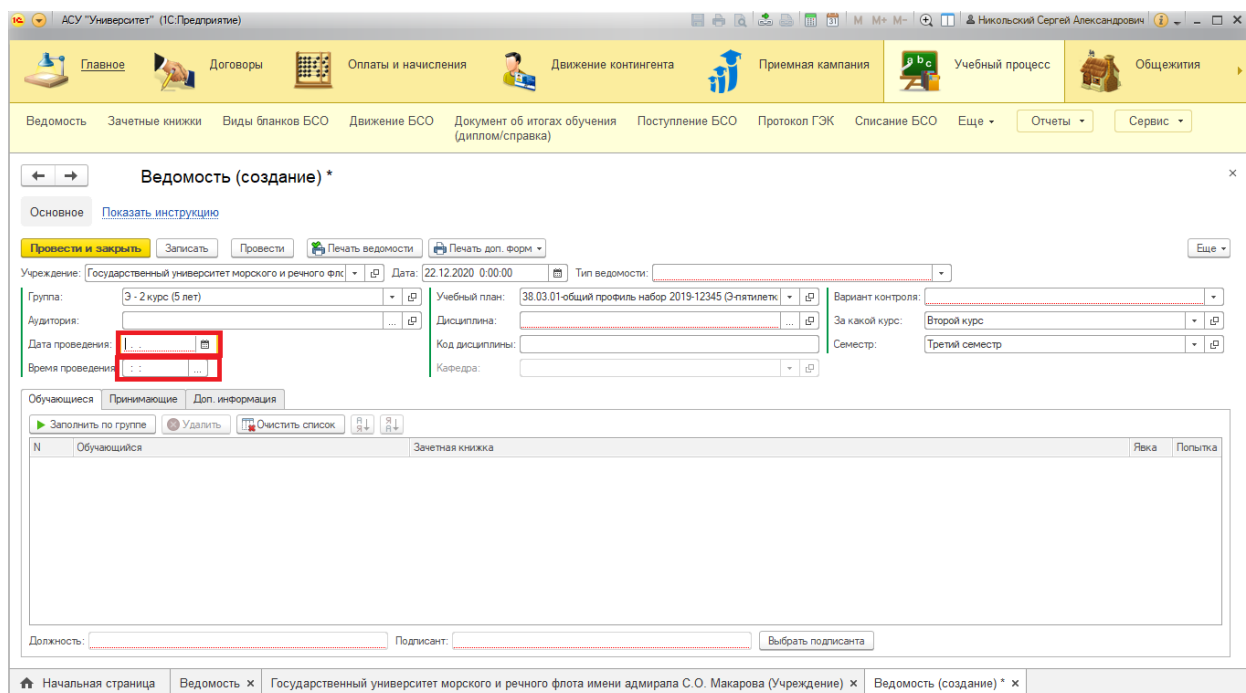 1С АСУ "Университет" (1С:Предприятие) 31 M M+ M- Никольский Сергей Александрович
Главное Договоры Оплаты и начисления Движение контингента Приемная кампания Учебный процесс Общежития
Ведомость Зачетные книжки Виды бланков БСО Движение БСО Документ об итогах обучения Поступление БСО Протокол ГЭК Списание БСО Еще Отчеты Сервис
(диплом/справка)
Ведомость (создание) *
Основное Показать инструкцию
Провести и закрыть Записать Провести Печать ведомости Печать доп. форм Еще
Учреждение: Государственный университет морского и речного флс Дата: 22.12.2020 0:00:00 Тип ведомости:
Группа: Э - 2 курс (5 лет) Учебный план: 38.03.01-общий профиль набор 2019-12345 (Э-пятилетк Вариант контроля:
Аудитория: ... Дисциплина: ... За какой курс: Второй курс
Дата проведения: . . Код дисциплины: Семестр: Третий семестр
Время проведения : : ... Кафедра:
Обучающиеся Принимающие Доп. информация
Заполнить по группе Удалить Очистить список
N Обучающийся Зачетная книжка Явка Попытка
Должность: Подписант: Выбрать подписанта
Начальная страница Ведомость × Государственный университет морского и речного флота имени адмирала С.О. Макарова (Учреждение) × Ведомость (создание) * ×